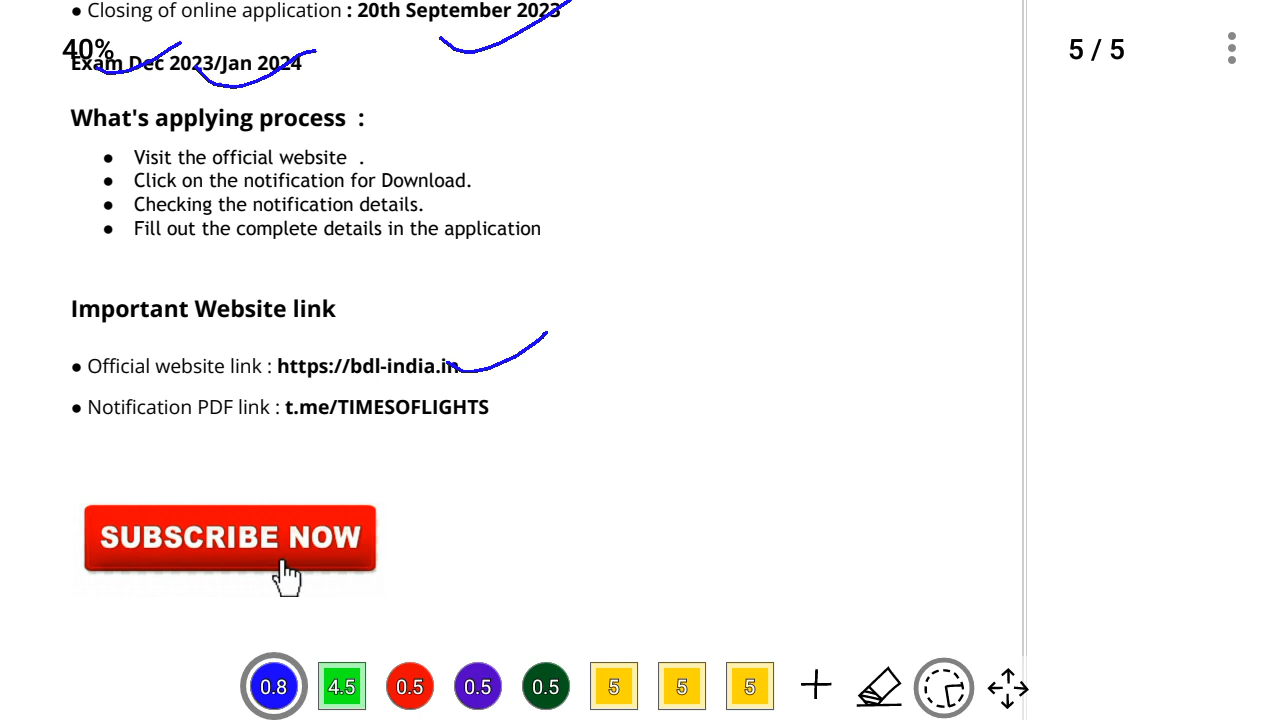 ● Closing of online application : 20th September 2023
40%
5 / 5
Exam Dec 2023/Jan 2024
What's applying process :
● Visit the official website .
● Click on the notification for Download.
● Checking the notification details.
● Fill out the complete details in the application
Important Website link
● Official website link : https://bdl-india.in
● Notification PDF link : t.me/TIMESOFLIGHTS
SUBSCRIBE NOW
0.8 4.5 0.5 0.5 0.5 5 5 5